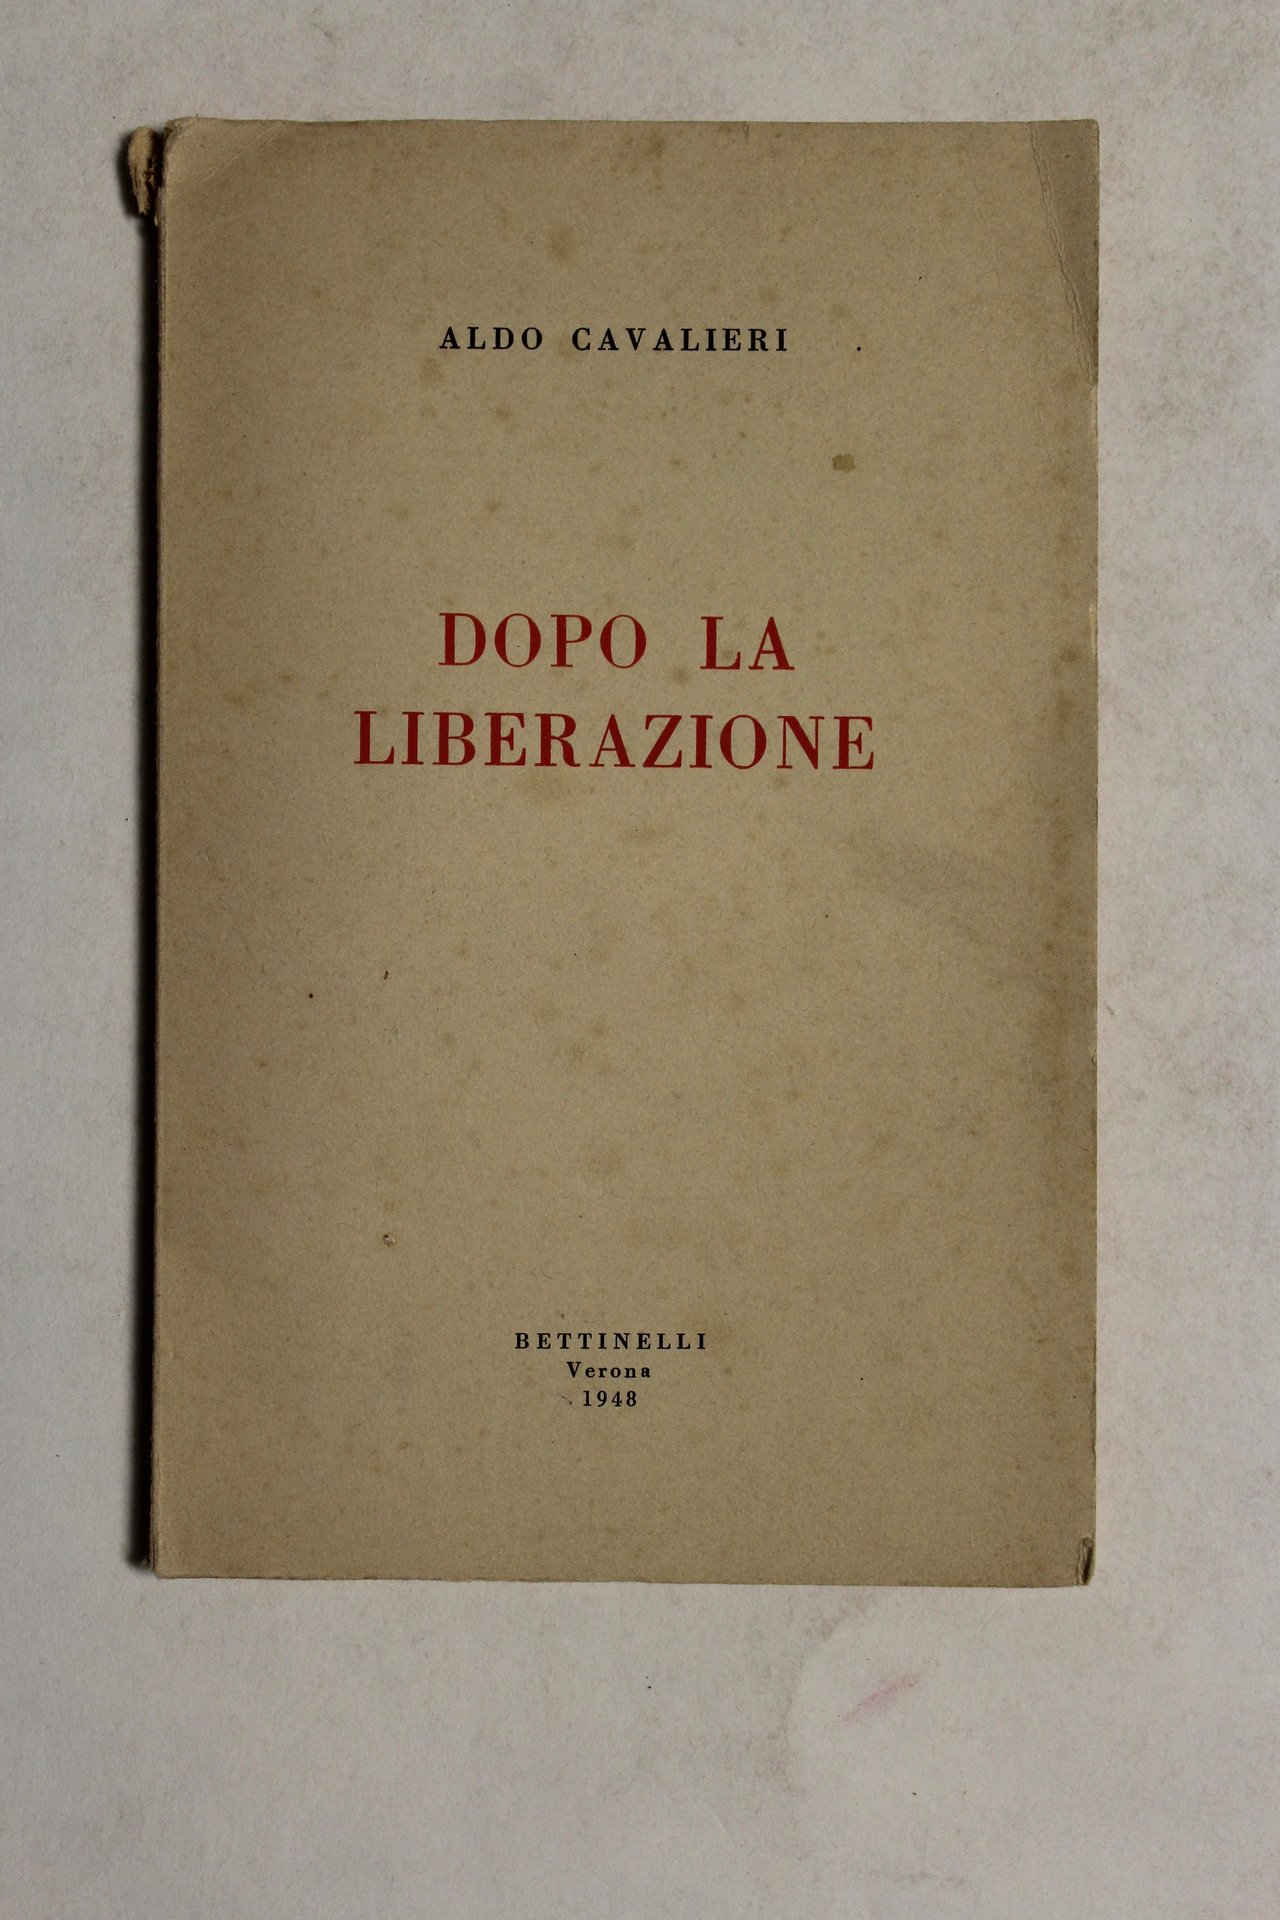 ALDO CAVALIERI
DOPO LA
LIBERAZIONE
BETTINELLI
Verona
1948